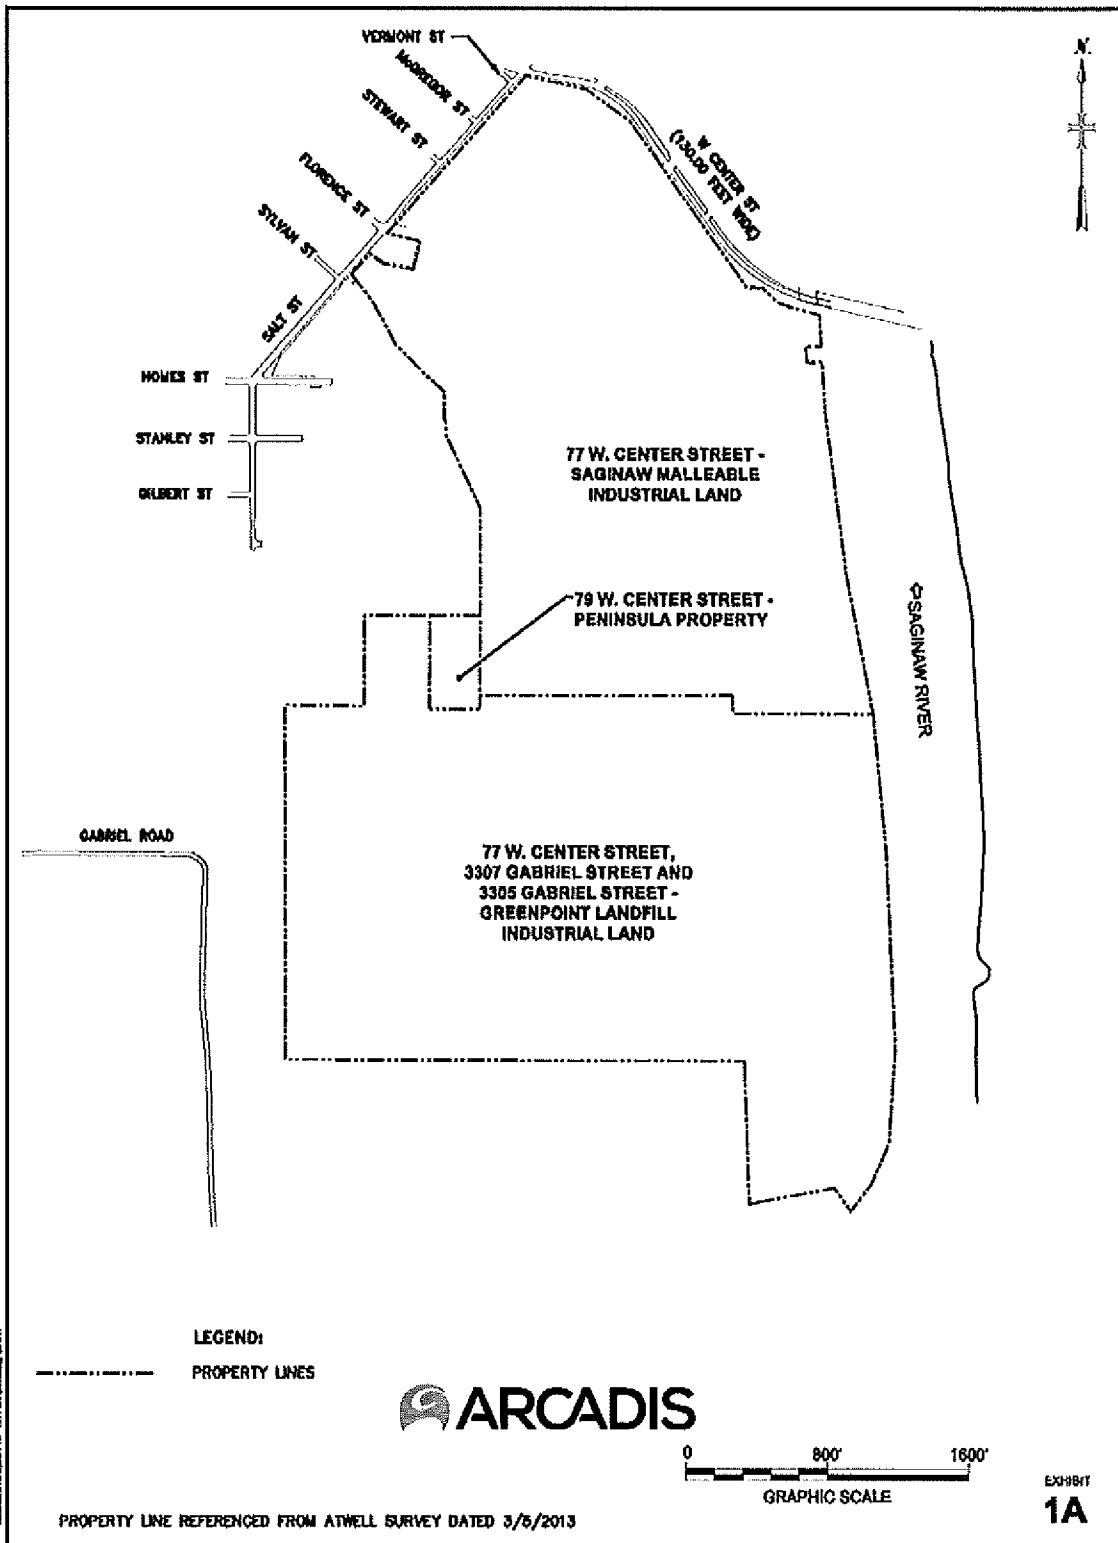 VERMONT ST
McGREGOR ST
STEWART ST
FLORENCE ST
SYLVAN ST
SALT ST
HOMES ST
STANLEY ST
GILBERT ST
N
W CENTER ST
(130.00 FEET WIDE)
77 W. CENTER STREET -
SAGINAW MALLEABLE
INDUSTRIAL LAND
79 W. CENTER STREET -
PENINSULA PROPERTY
SAGINAW RIVER
GABRIEL ROAD
77 W. CENTER STREET,
3307 GABRIEL STREET AND
3305 GABRIEL STREET -
GREENPOINT LANDFILL
INDUSTRIAL LAND
LEGEND:
PROPERTY LINES
ARCADIS
0 800' 1600'
GRAPHIC SCALE
EXHIBIT
1A
PROPERTY LINE REFERENCED FROM ATWELL SURVEY DATED 3/5/2013